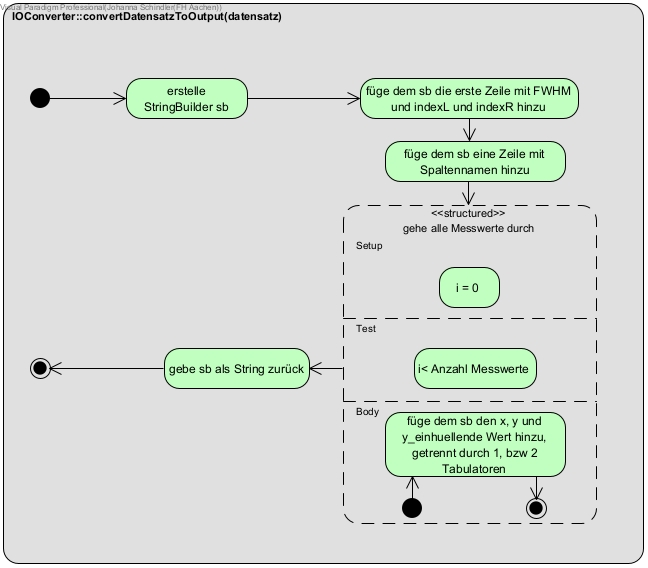 Visual Paradigm Professional(Johanna Schindler(FH Aachen))
IOConverter::convertDatensatzToOutput(datensatz)
erstelle
StringBuilder sb
füge dem sb die erste Zeile mit FWHM
und indexL und indexR hinzu
füge dem sb eine Zeile mit
Spaltennamen hinzu
<<structured>>
gehe alle Messwerte durch
Setup
i = 0
Test
i< Anzahl Messwerte
gebe sb als String zurück
Body
füge dem sb den x, y und
y_einhuellende Wert hinzu,
getrennt durch 1, bzw 2
Tabulatoren